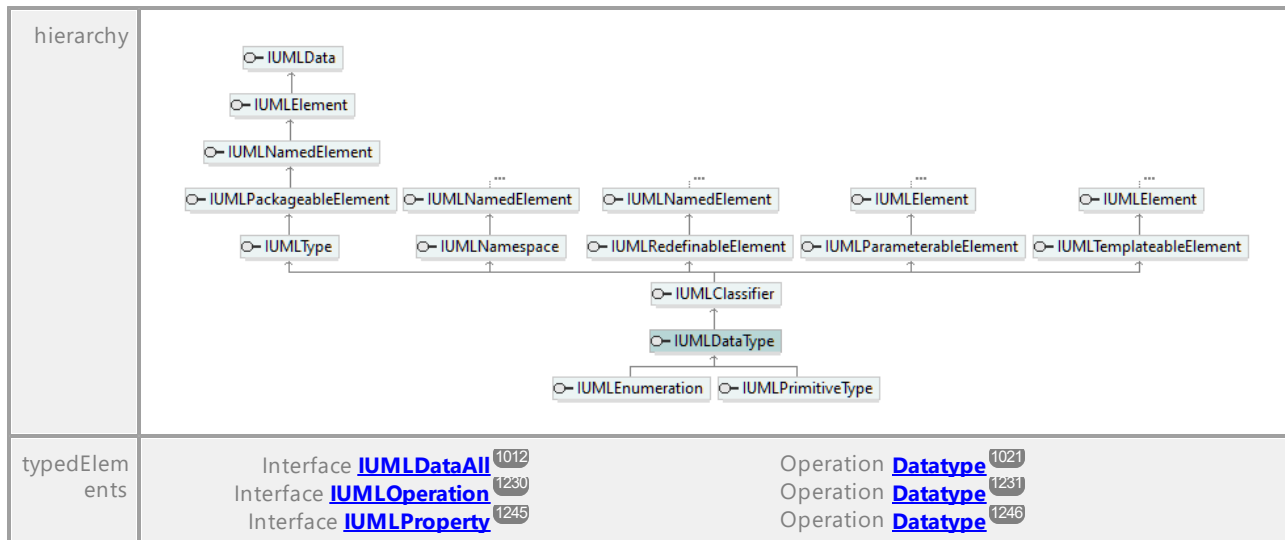 hierarchy
IUMLData
IUMLElement
IUMLNamedElement
... ... ... ...
IUMLPackageableElement IUMLNamedElement IUMLNamedElement IUMLElement IUMLElement
IUMLType IUMLNamespace IUMLRedefinableElement IUMLParameterableElement IUMLTemplateableElement
IUMLClassifier
IUMLDataType
IUMLEnumeration IUMLPrimitiveType
typedElem
ents
Interface IUMLDataAll 1012 Operation Datatype 1021
Interface IUMLOperation 1230 Operation Datatype 1231
Interface IUMLProperty 1245 Operation Datatype 1246